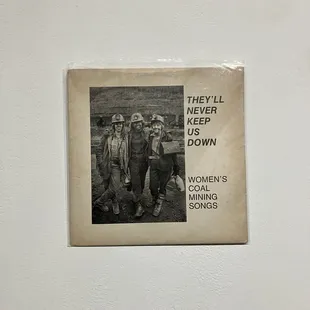 THEY'LL
NEVER
KEEP
US
DOWN
WOMEN'S
COAL
MINING
SONGS